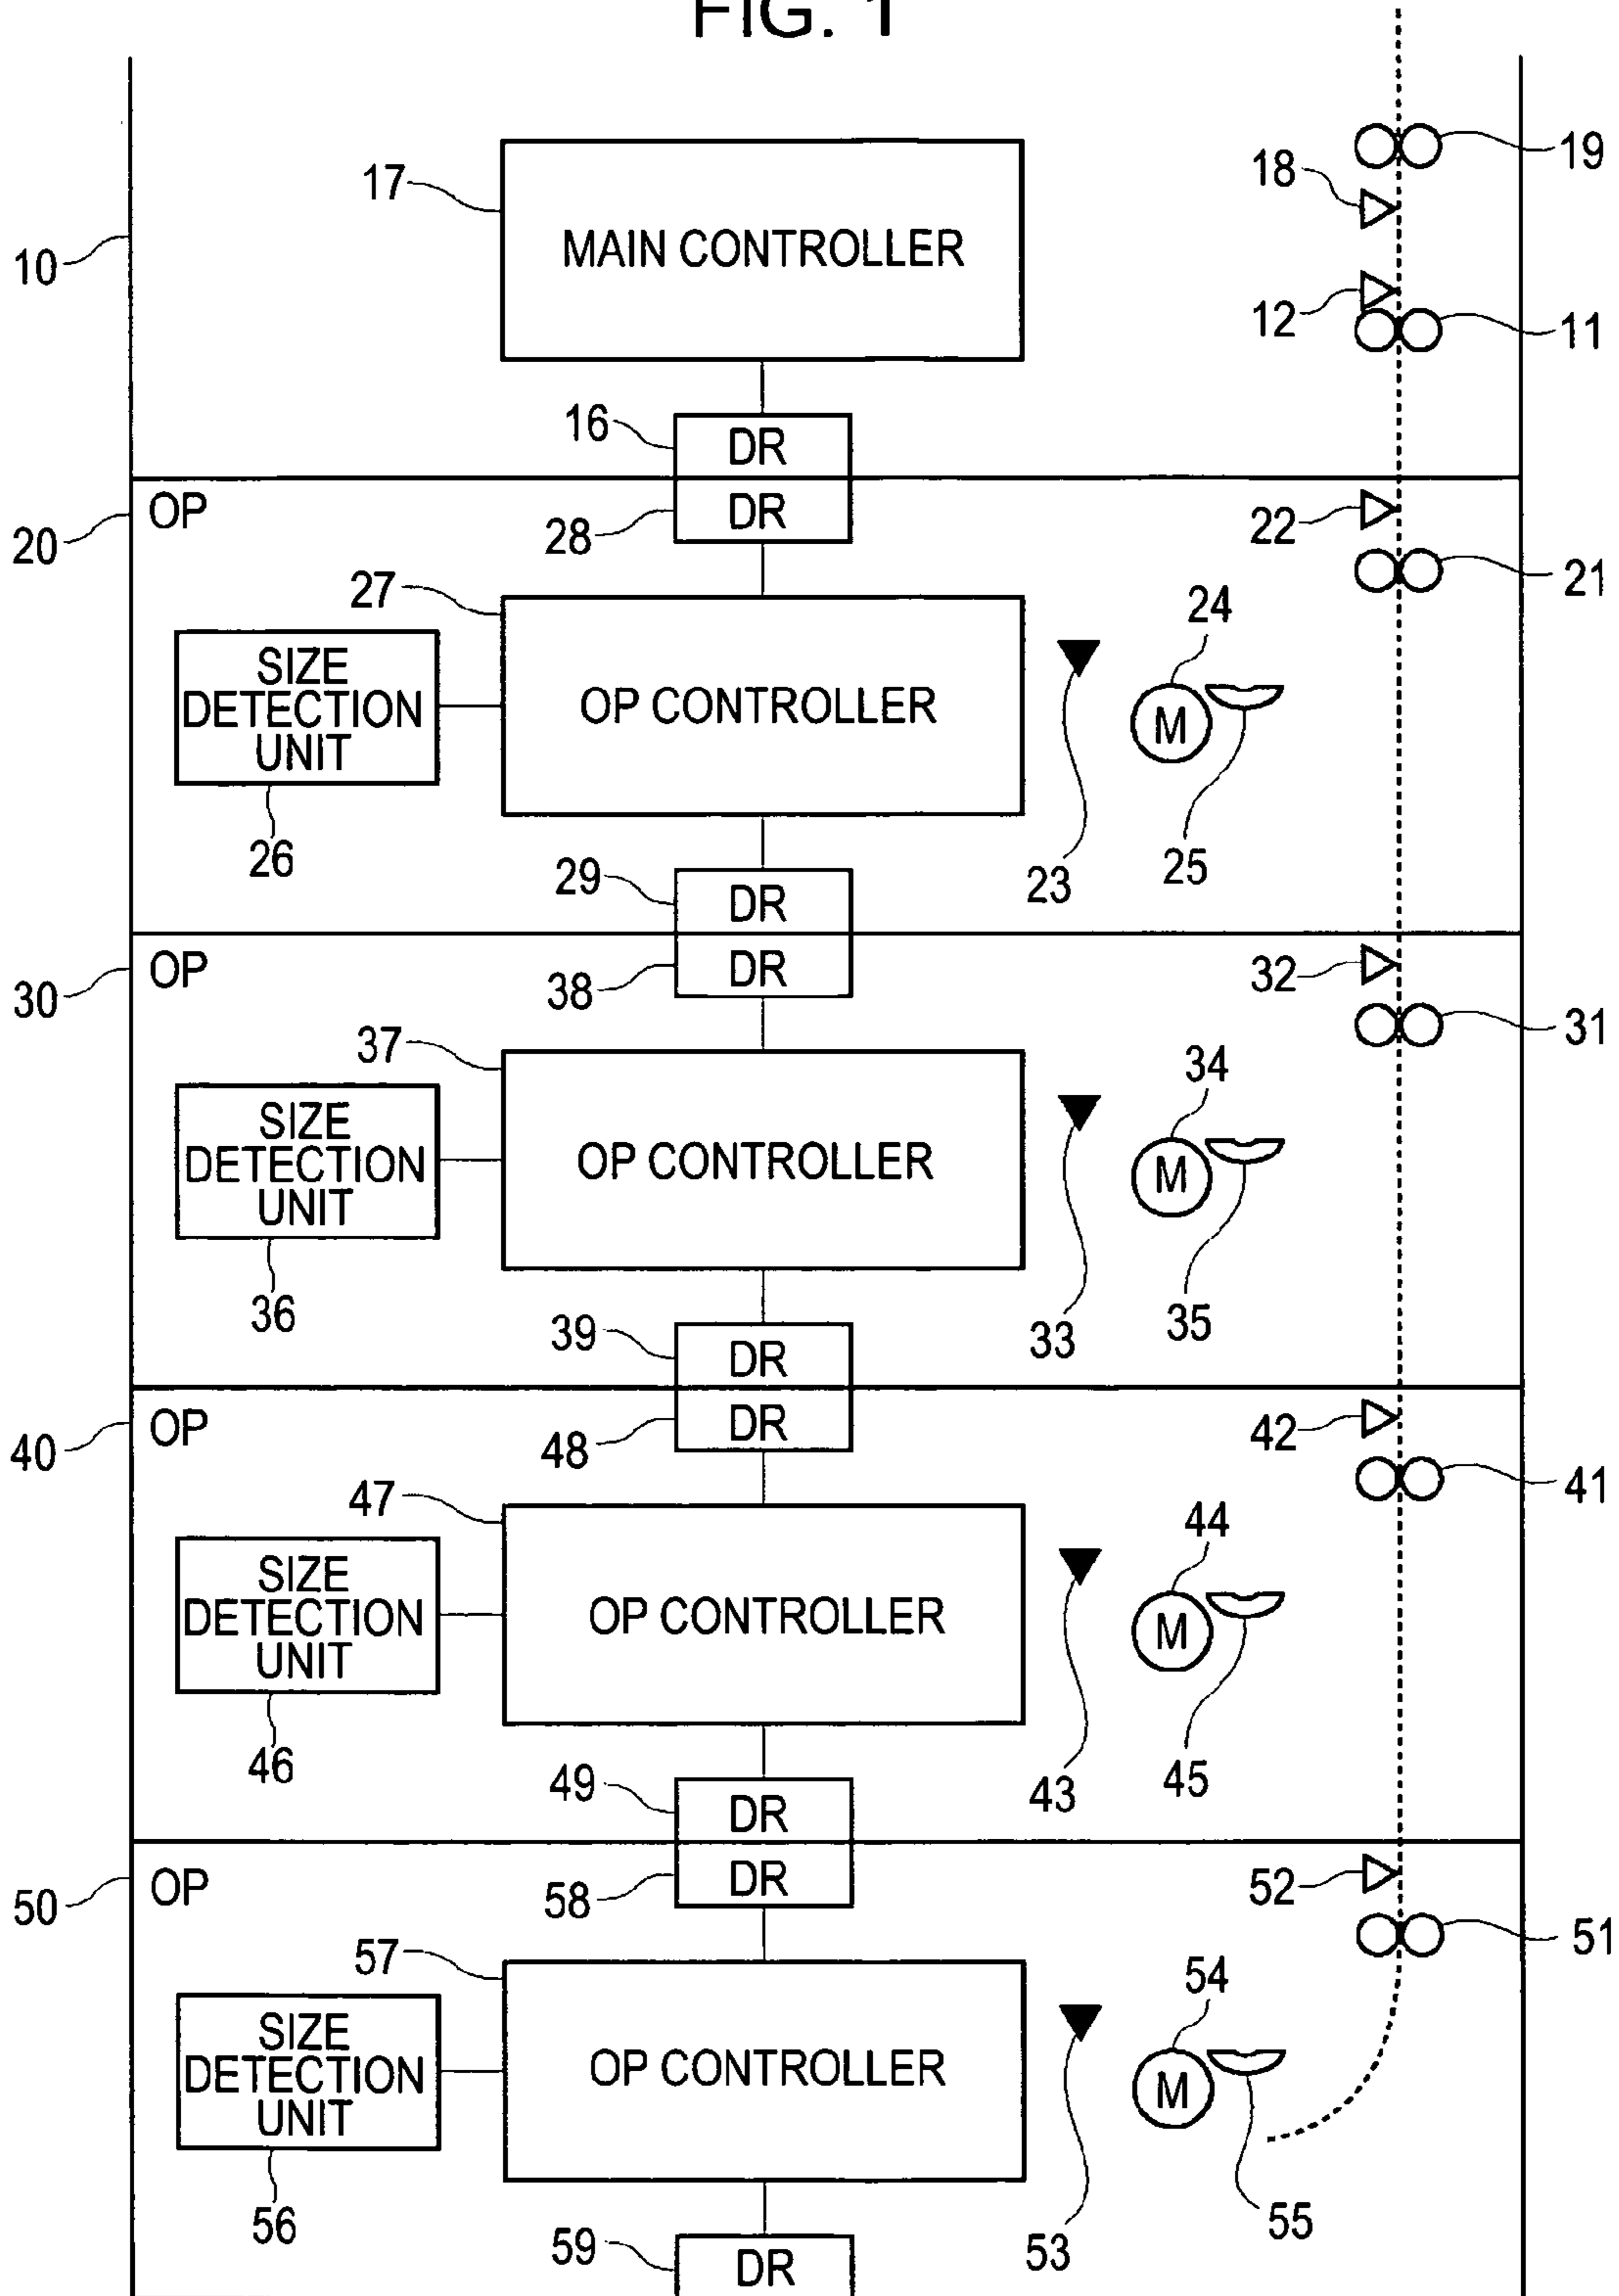 FIG. 1
19
18
17
MAIN CONTROLLER
10
12
11
16
DR
OP
DR
22
20
28
21
27
24
SIZE
DETECTION
UNIT
OP CONTROLLER
M
26
29
23
25
DR
OP
DR
32
30
38
31
37
34
SIZE
DETECTION
UNIT
OP CONTROLLER
M
36
39
33
35
DR
OP
DR
42
40
48
41
47
44
SIZE
DETECTION
UNIT
OP CONTROLLER
M
46
49
43
45
DR
OP
DR
52
50
58
51
57
54
SIZE
DETECTION
UNIT
OP CONTROLLER
M
56
59
53
55
DR